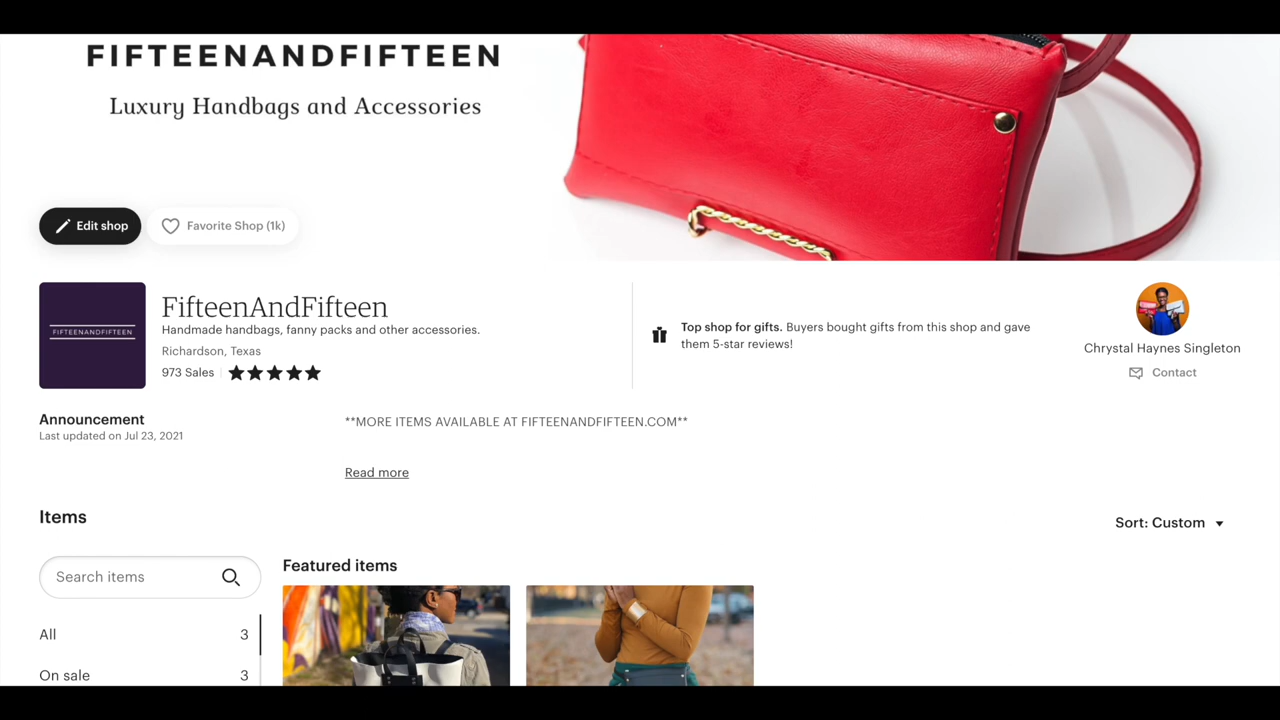 FIFTEENANDFIFTEEN
Luxury Handbags and Accessories
Edit shop
Favorite Shop (1k)
FIFTEENANDFIFTEEN
FifteenAndFifteen
Handmade handbags, fanny packs and other accessories.
Richardson, Texas
973 Sales
Top shop for gifts. Buyers bought gifts from this shop and gave
them 5-star reviews!
Chrystal Haynes Singleton
Contact
Announcement
Last updated on Jul 23, 2021
**MORE ITEMS AVAILABLE AT FIFTEENANDFIFTEEN.COM**
Read more
Items
Sort: Custom
Search items
Featured items
All 3
On sale 3